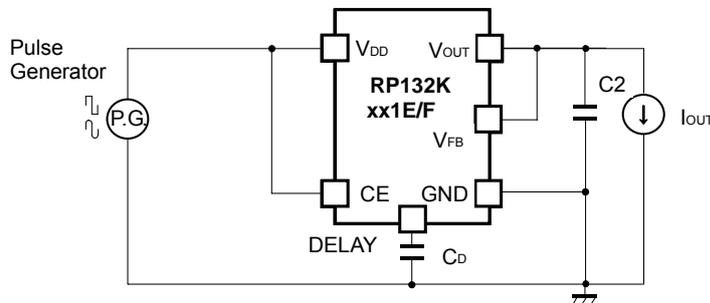 Pulse
Generator
P.G.
VDD
VOUT
RP132K
xx1E/F
VFB
CE
GND
DELAY
CD
C2
IOUT